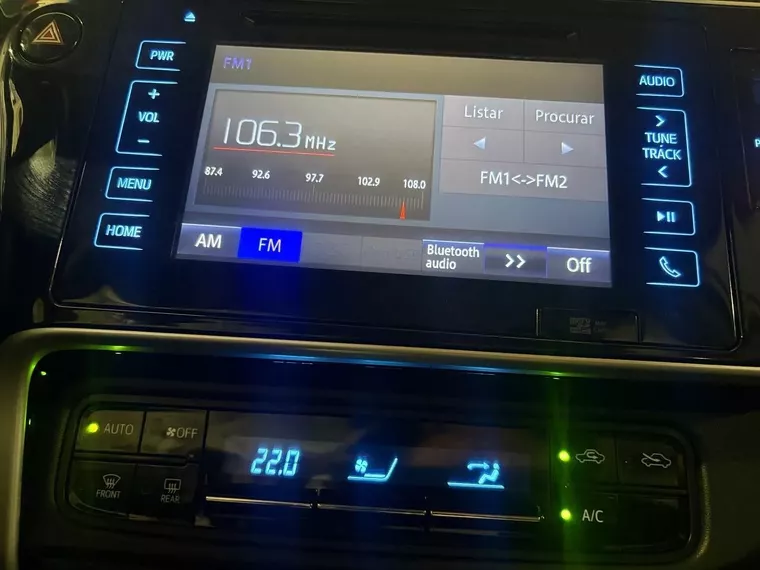 PWR
+
VOL
−
MENU
HOME
FM1
106.3 MHz
87.4 92.6 97.7 102.9 108.0
Listar Procurar
FM1<->FM2
AM FM
Bluetooth
audio
>> Off
AUDIO
>
TUNE
TRACK
<
AUTO OFF
FRONT REAR
22.0
A/C